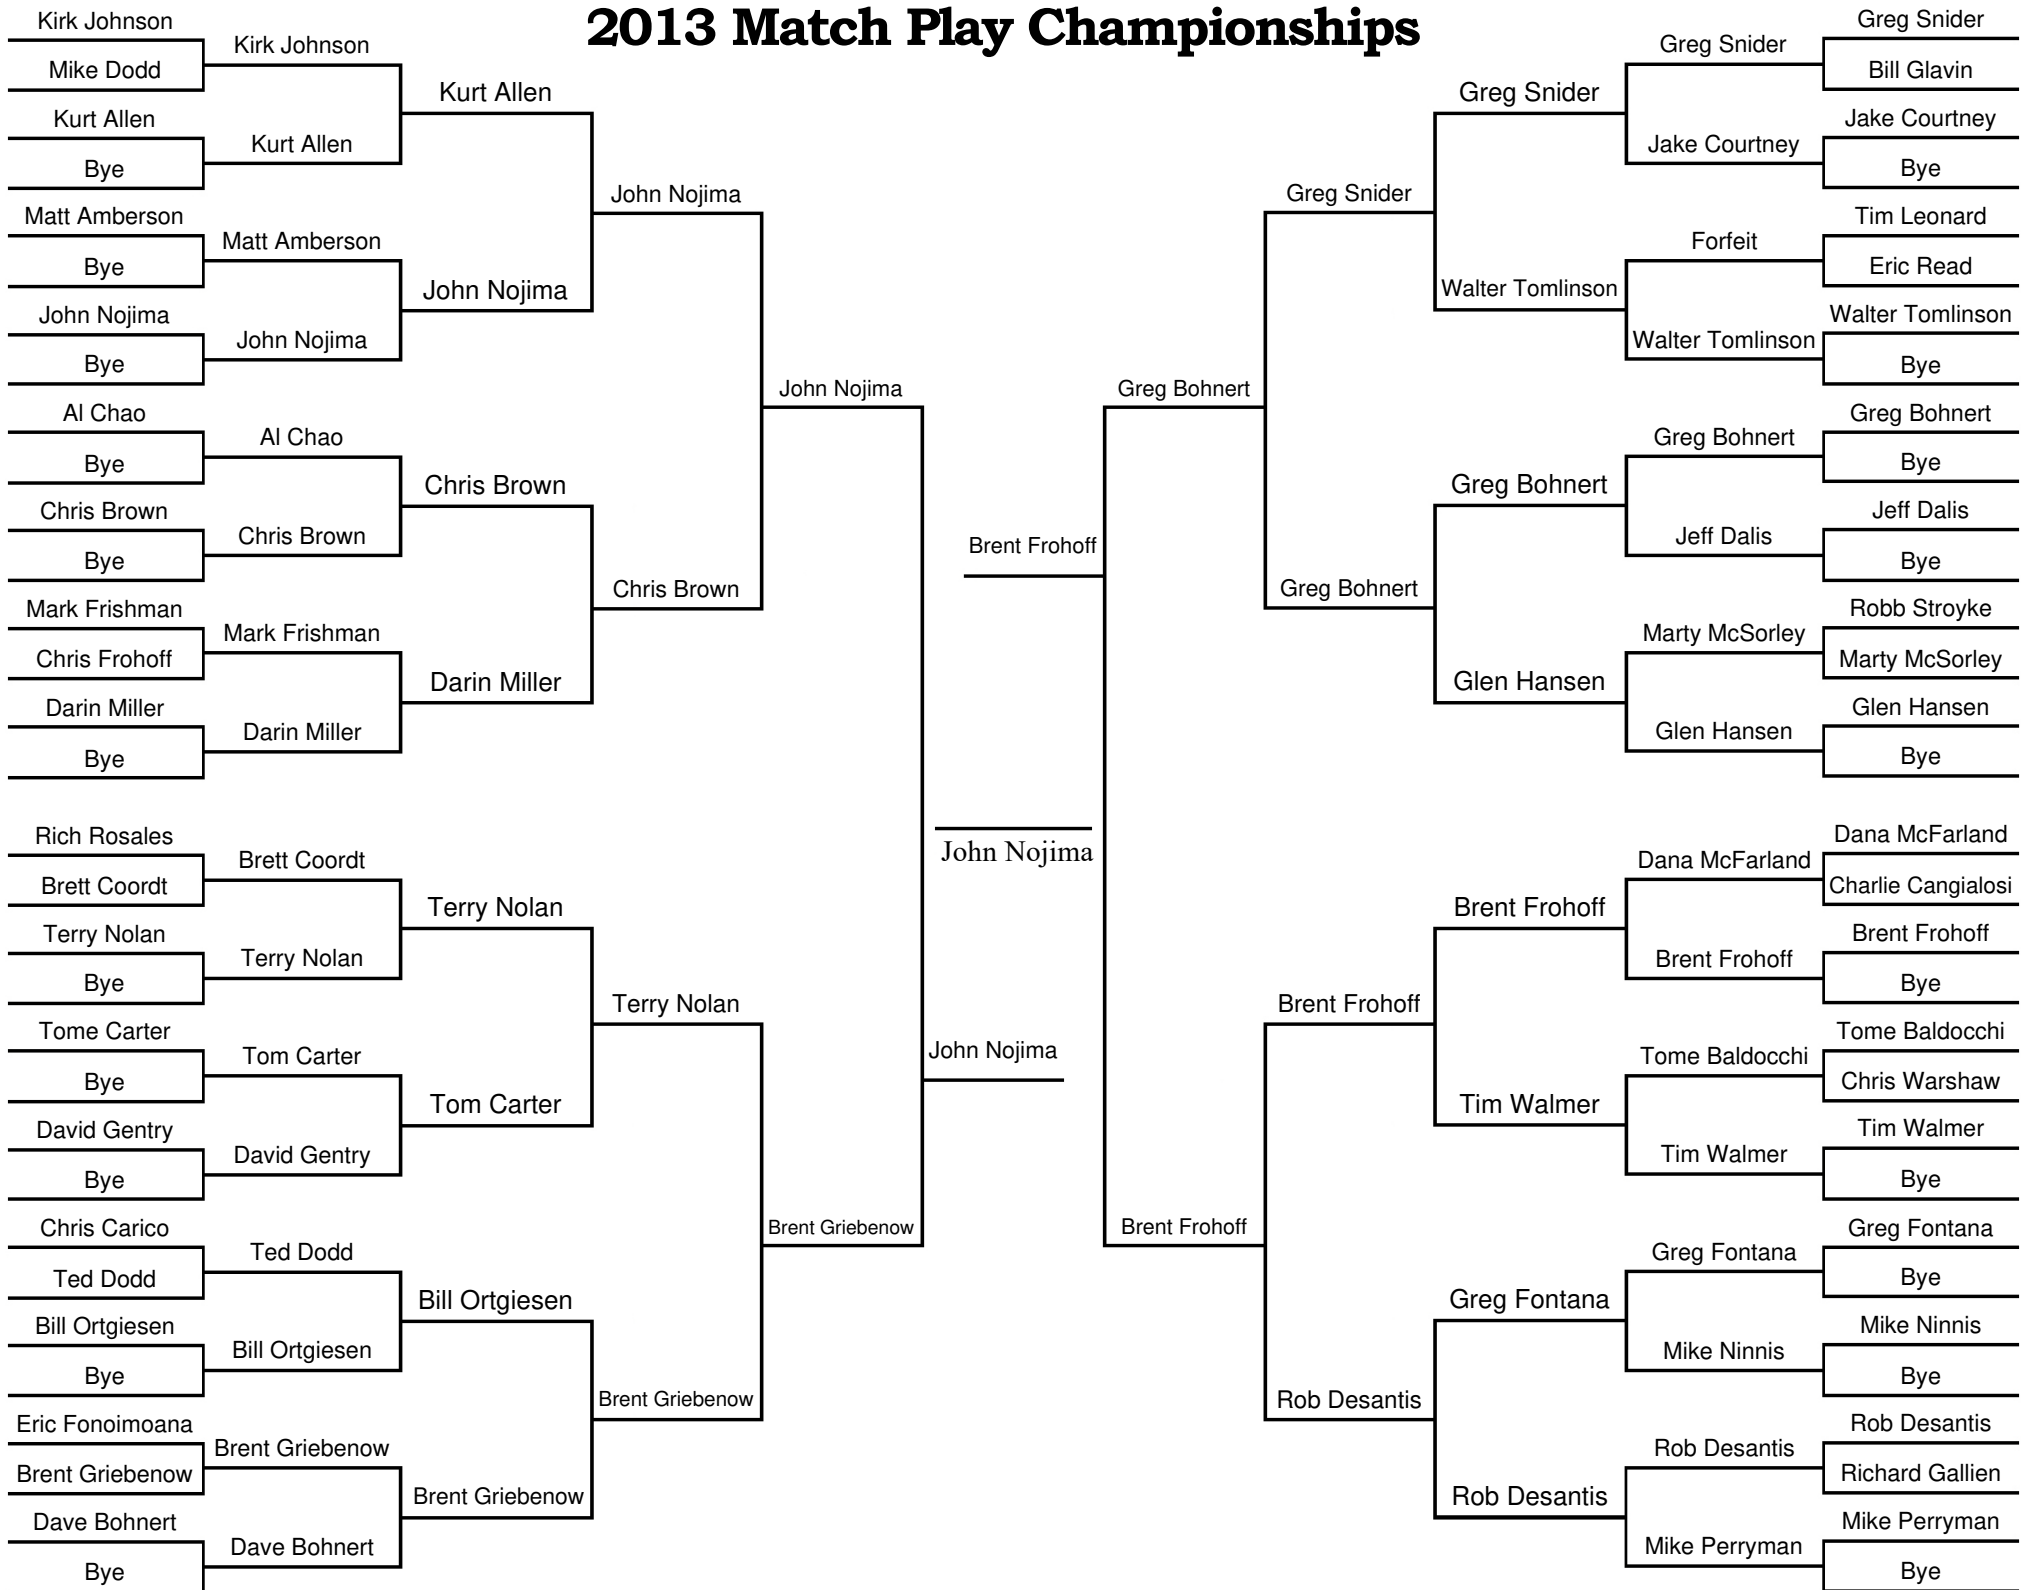 2013 Match Play Championships
Kirk Johnson
Mike Dodd
Kurt Allen
Bye
Matt Amberson
Bye
John Nojima
Bye
Al Chao
Bye
Chris Brown
Bye
Mark Frishman
Chris Frohoff
Darin Miller
Bye
Rich Rosales
Brett Coordt
Terry Nolan
Bye
Tome Carter
Bye
David Gentry
Bye
Chris Carico
Ted Dodd
Bill Ortgiesen
Bye
Eric Fonoimoana
Brent Griebenow
Dave Bohnert
Bye
Kirk Johnson
Kurt Allen
Matt Amberson
John Nojima
Al Chao
Chris Brown
Mark Frishman
Darin Miller
Brett Coordt
Terry Nolan
Tom Carter
David Gentry
Ted Dodd
Bill Ortgiesen
Brent Griebenow
Dave Bohnert
Kurt Allen
John Nojima
Chris Brown
Darin Miller
Terry Nolan
Tom Carter
Bill Ortgiesen
Brent Griebenow
John Nojima
Chris Brown
Terry Nolan
Brent Griebenow
John Nojima
Brent Griebenow
John Nojima
John Nojima
Brent Frohoff
Greg Bohnert
Brent Frohoff
Greg Snider
Greg Bohnert
Brent Frohoff
Rob Desantis
Greg Snider
Walter Tomlinson
Greg Bohnert
Glen Hansen
Brent Frohoff
Tim Walmer
Greg Fontana
Rob Desantis
Greg Snider
Jake Courtney
Forfeit
Walter Tomlinson
Greg Bohnert
Jeff Dalis
Marty McSorley
Glen Hansen
Dana McFarland
Brent Frohoff
Tome Baldocchi
Tim Walmer
Greg Fontana
Mike Ninnis
Rob Desantis
Mike Perryman
Greg Snider
Bill Glavin
Jake Courtney
Bye
Tim Leonard
Eric Read
Walter Tomlinson
Bye
Greg Bohnert
Bye
Jeff Dalis
Bye
Robb Stroyke
Marty McSorley
Glen Hansen
Bye
Dana McFarland
Charlie Cangialosi
Brent Frohoff
Bye
Tome Baldocchi
Chris Warshaw
Tim Walmer
Bye
Greg Fontana
Bye
Mike Ninnis
Bye
Rob Desantis
Richard Gallien
Mike Perryman
Bye